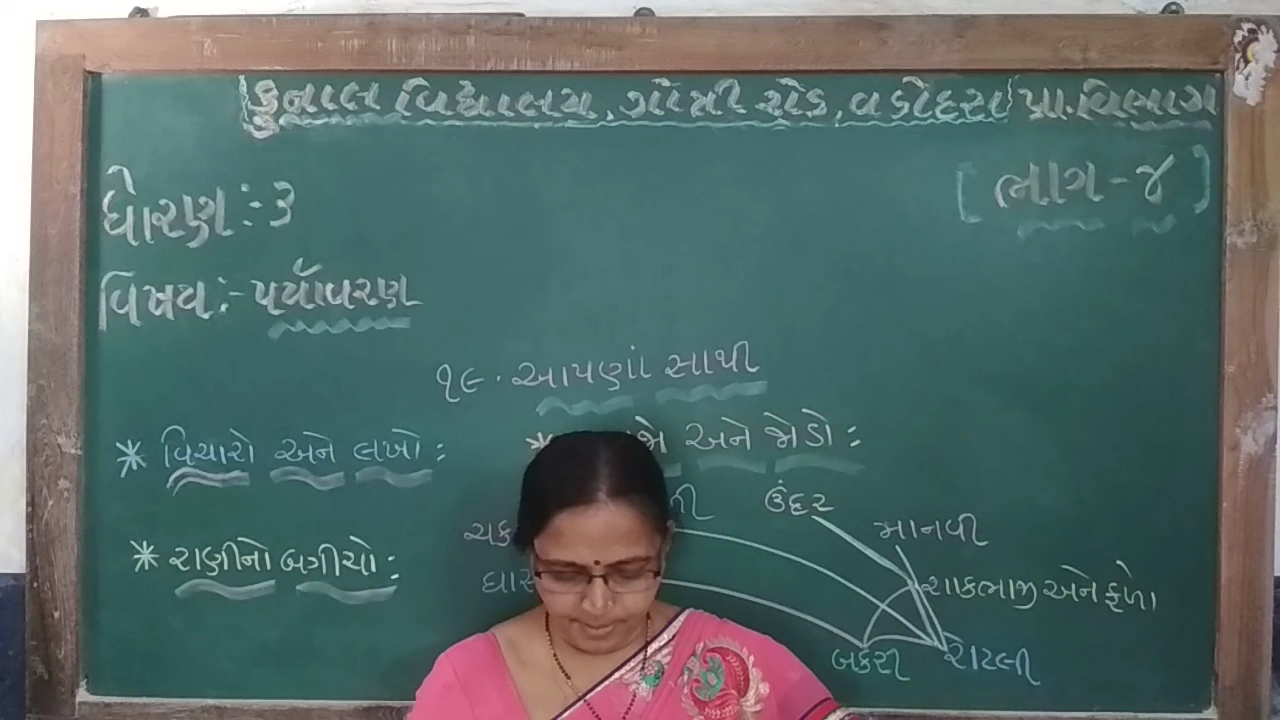 કુનાલ વિદ્યાલય, ગોત્રી રોડ, વડોદરા પ્રા.વિભાગ
[ભાગ-૪]
ધોરણ:-૩
વિષય:- પર્યાવરણ
૧૯. આપણાં સાથી
* વિચારો અને લખો:
અને જોડો:
* રાણીનો બગીચો:
ઉંદર
માનવી
શાકભાજી અને ફળો
બકરી
રોટલી